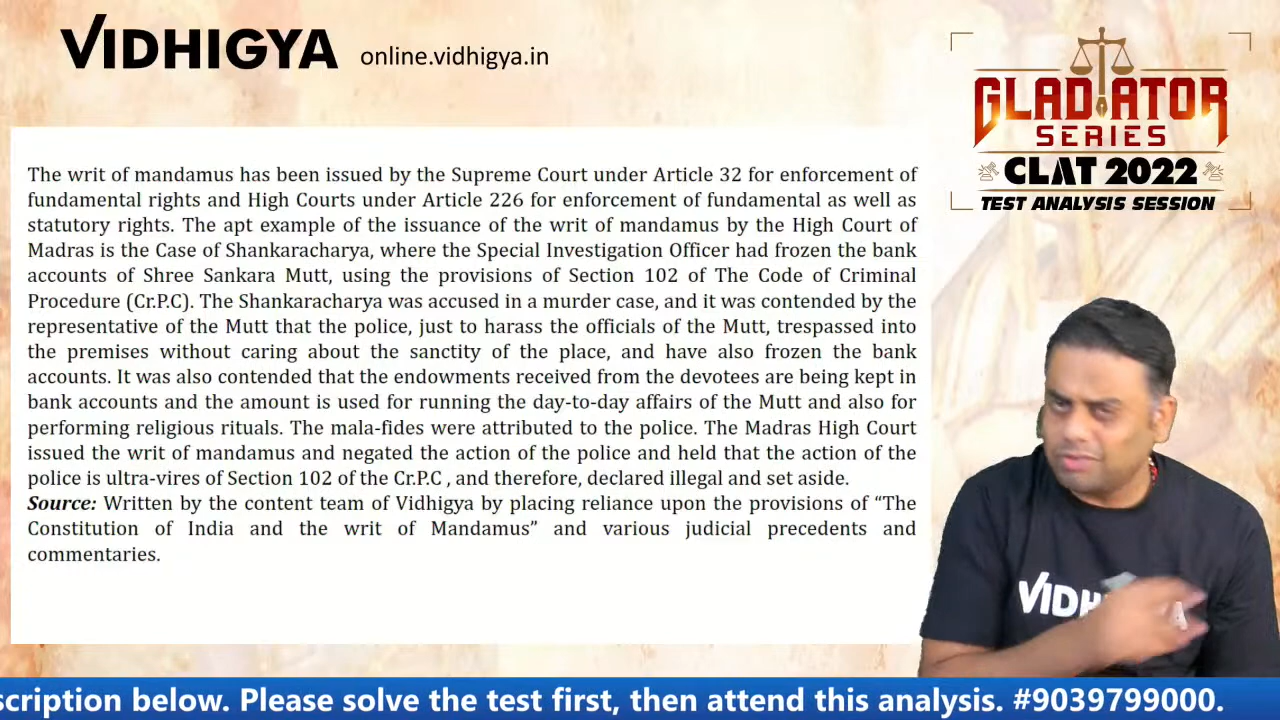 VIDHIGYA
online.vidhigya.in
GLADIATOR
SERIES
CLAT 2022
TEST ANALYSIS SESSION
The writ of mandamus has been issued by the Supreme Court under Article 32 for enforcement of
fundamental rights and High Courts under Article 226 for enforcement of fundamental as well as
statutory rights. The apt example of the issuance of the writ of mandamus by the High Court of
Madras is the Case of Shankaracharya, where the Special Investigation Officer had frozen the bank
accounts of Shree Sankara Mutt, using the provisions of Section 102 of The Code of Criminal
Procedure (Cr.P.C). The Shankaracharya was accused in a murder case, and it was contended by the
representative of the Mutt that the police, just to harass the officials of the Mutt, trespassed into
the premises without caring about the sanctity of the place, and have also frozen the bank
accounts. It was also contended that the endowments received from the devotees are being kept in
bank accounts and the amount is used for running the day-to-day affairs of the Mutt and also for
performing religious rituals. The mala-fides were attributed to the police. The Madras High Court
issued the writ of mandamus and negated the action of the police and held that the action of the
police is ultra-vires of Section 102 of the Cr.P.C , and therefore, declared illegal and set aside.
Source: Written by the content team of Vidhigya by placing reliance upon the provisions of “The
Constitution of India and the writ of Mandamus” and various judicial precedents and
commentaries.
VIDH
scription below. Please solve the test first, then attend this analysis. #9039799000.